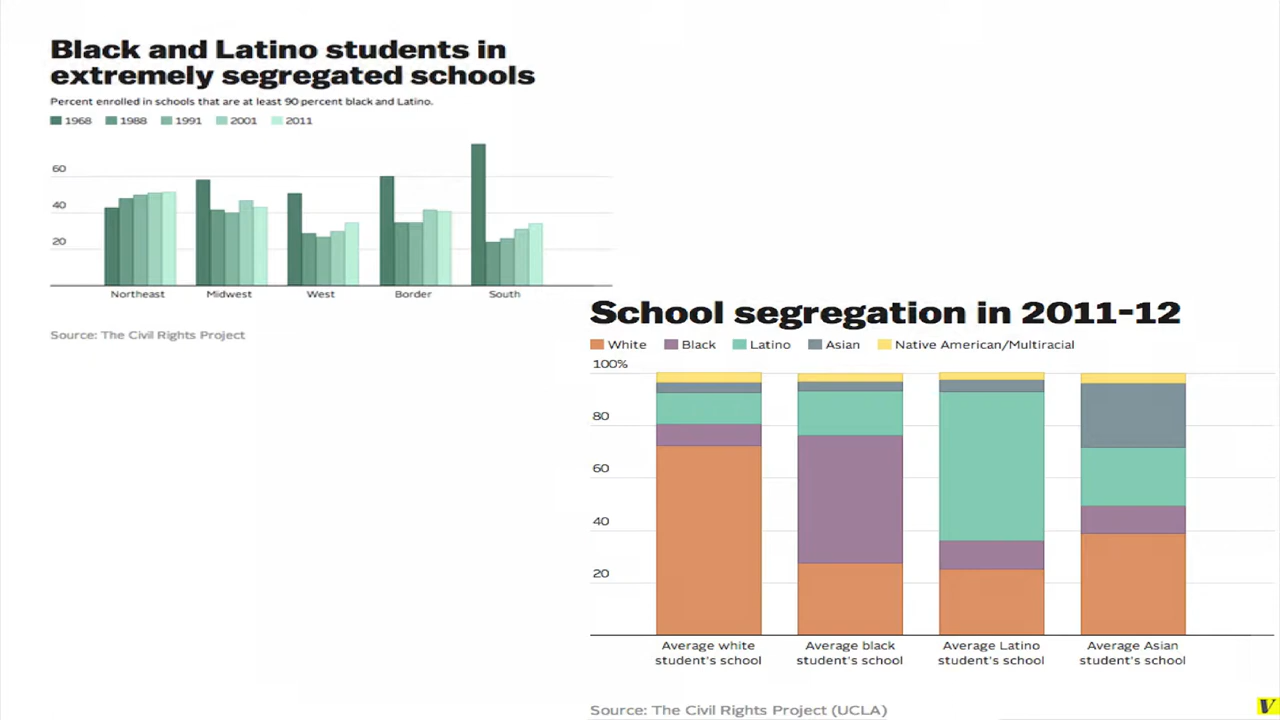 Black and Latino students in
extremely segregated schools
Percent enrolled in schools that are at least 90 percent black and Latino.
1968 1988 1991 2001 2011
60
40
20
Northeast Midwest West Border South
Source: The Civil Rights Project
School segregation in 2011-12
White Black Latino Asian Native American/Multiracial
100%
80
60
40
20
Average white Average black Average Latino Average Asian
student's school student's school student's school student's school
Source: The Civil Rights Project (UCLA)
V